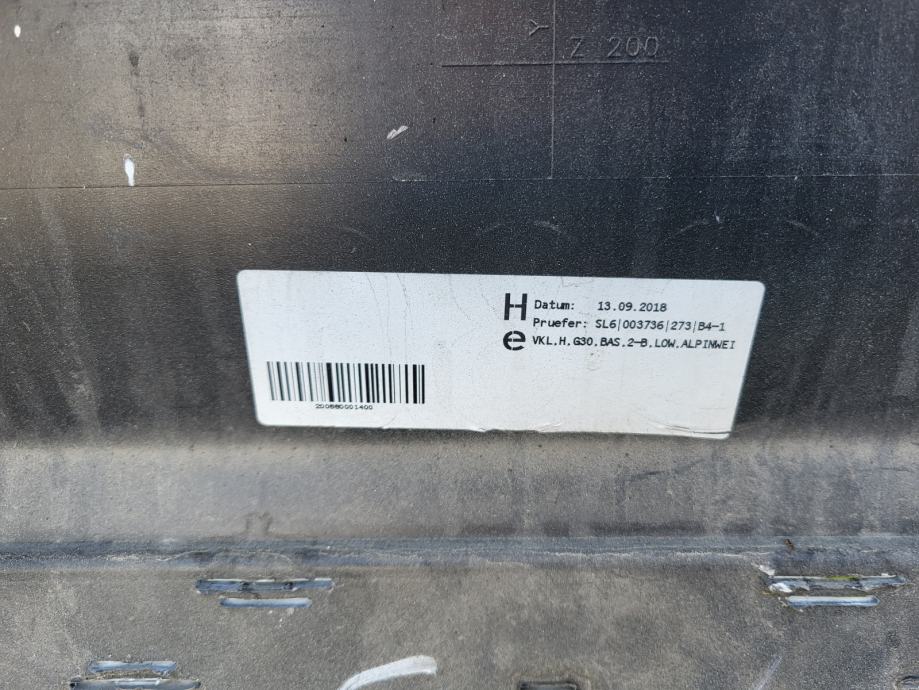 Y
Z 200
H
e
Datum: 13.09.2018
Pruefer: SL6|003736|273|B4-1
VKL.H.G30.BAS.2-B.LOW.ALPINWEI
200880001400